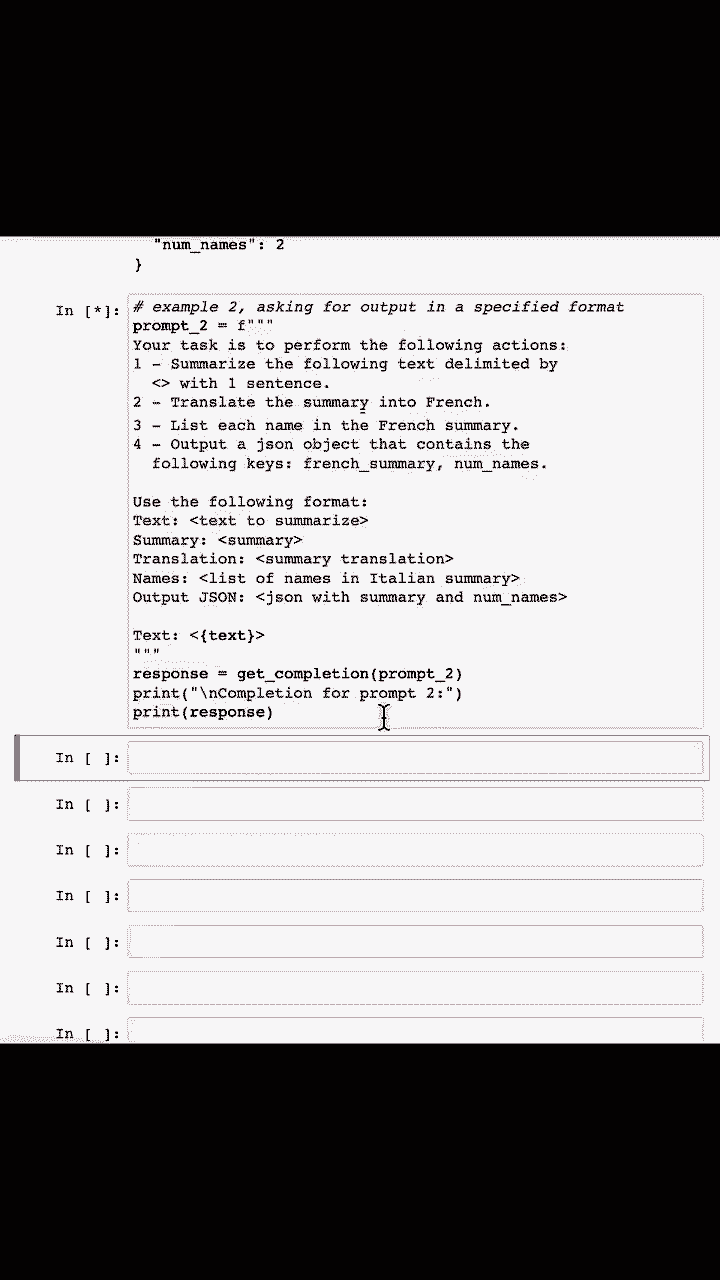 "num_names": 2
}
In [*]:
# example 2, asking for output in a specified format
prompt_2 = f"""
Your task is to perform the following actions:
1 - Summarize the following text delimited by
<> with 1 sentence.
2 - Translate the summary into French.
3 - List each name in the French summary.
4 - Output a json object that contains the
following keys: french_summary, num_names.
Use the following format:
Text: <text to summarize>
Summary: <summary>
Translation: <summary translation>
Names: <list of names in Italian summary>
Output JSON: <json with summary and num_names>
Text: <{text}>
"""
response = get_completion(prompt_2)
print("\nCompletion for prompt 2:")
print(response)
In [ ]:
In [ ]:
In [ ]:
In [ ]:
In [ ]:
In [ ]:
In [ ]: